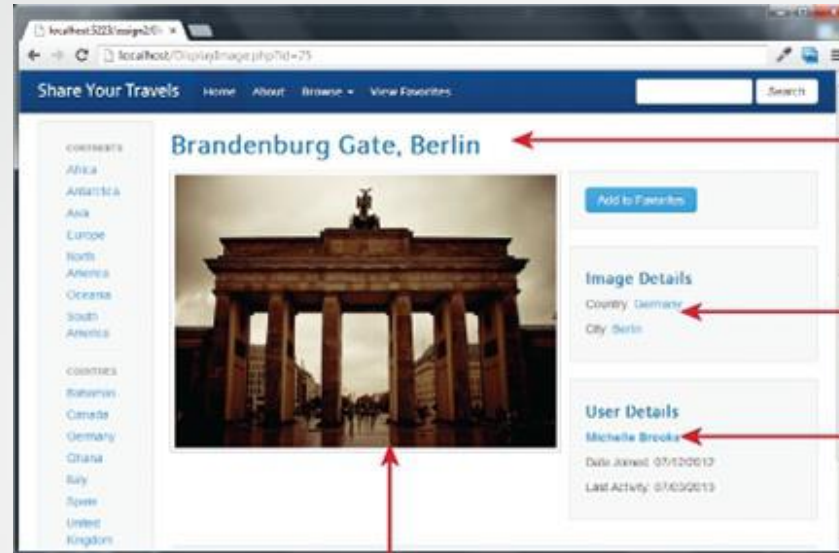 localhost/DisplayImage.php?id=25
Share Your Travels Home About Browse View Favorites Search
CONTINENTS
Africa
Antarctica
Asia
Europe
North
America
Oceania
South
America
COUNTRIES
Bahamas
Canada
Germany
Ghana
Italy
Spain
United
Kingdom
Brandenburg Gate, Berlin
Add to Favorites
Image Details
Country: Germany
City: Berlin
User Details
Michelle Brooks
Date Joined: 07/12/2012
Last Activity: 07/03/2013